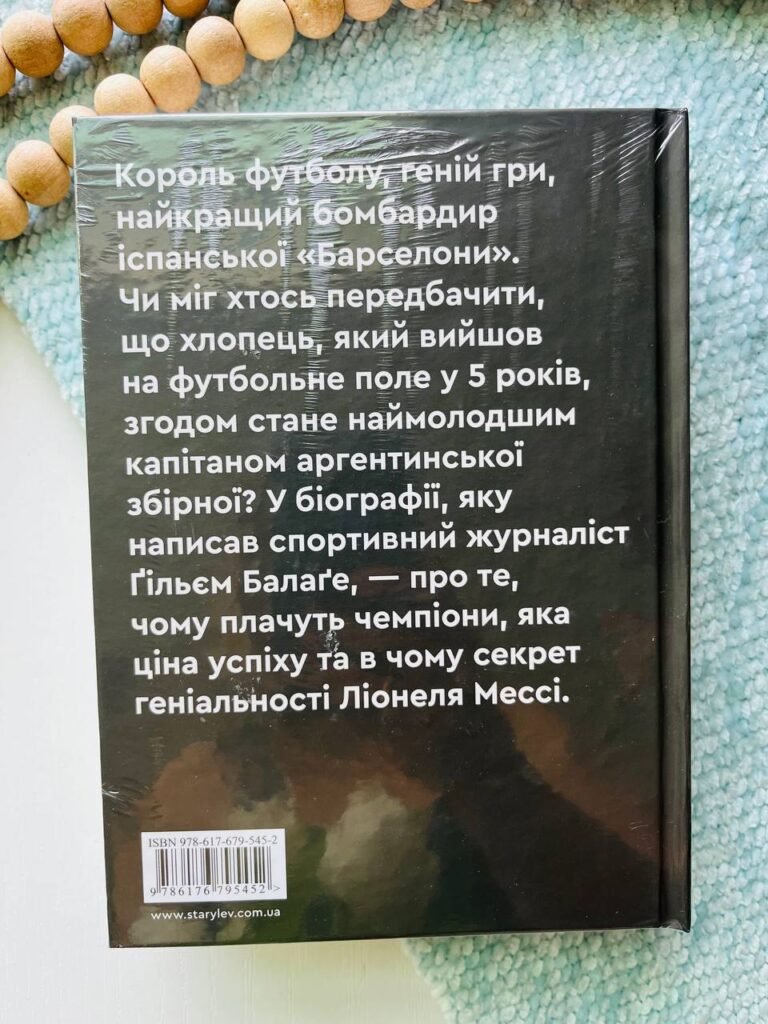 Король футболу, геній гри,
найкращий бомбардир
іспанської «Барселони».
Чи міг хтось передбачити,
що хлопець, який вийшов
на футбольне поле у 5 років,
згодом стане наймолодшим
капітаном аргентинської
збірної? У біографії, яку
написав спортивний журналіст
Ґільєм Балаґе, — про те,
чому плачуть чемпіони, яка
ціна успіху та в чому секрет
геніальності Ліонеля Мессі.
ISBN 978-617-679-545-2
9 786176 795452 >
www.starylev.com.ua